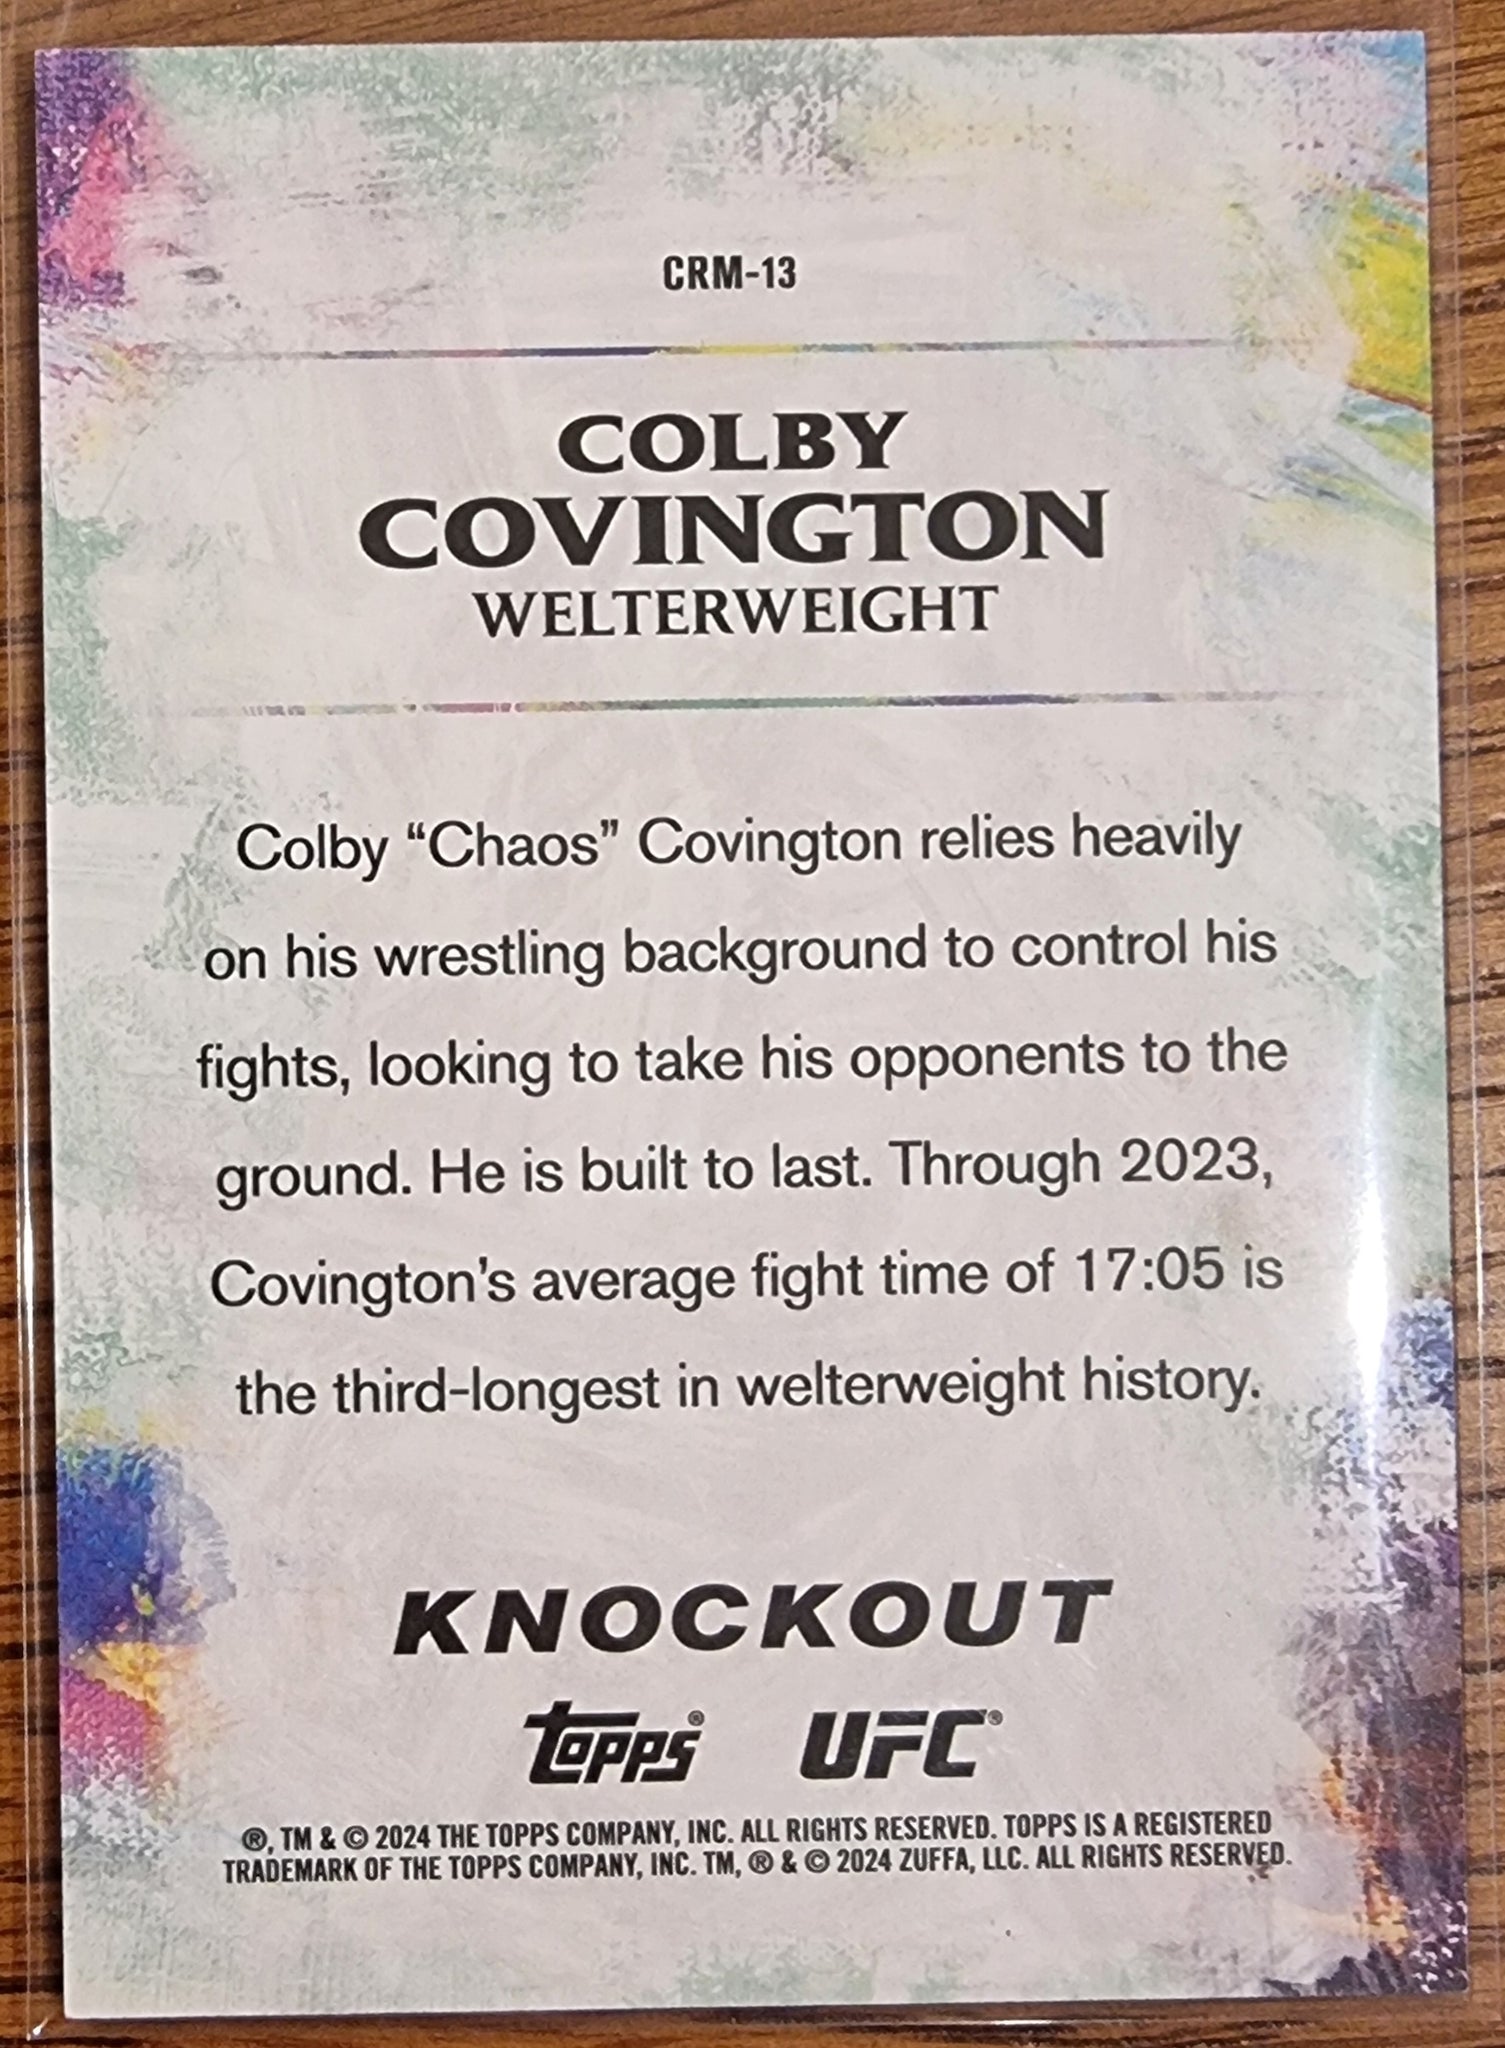 CRM-13
COLBY
COVINGTON
WELTERWEIGHT
Colby “Chaos” Covington relies heavily
on his wrestling background to control his
fights, looking to take his opponents to the
ground. He is built to last. Through 2023,
Covington’s average fight time of 17:05 is
the third-longest in welterweight history.
KNOCKOUT
topps® UFC®
®, TM & © 2024 THE TOPPS COMPANY, INC. ALL RIGHTS RESERVED. TOPPS IS A REGISTERED
TRADEMARK OF THE TOPPS COMPANY, INC. TM, ® & © 2024 ZUFFA, LLC. ALL RIGHTS RESERVED.